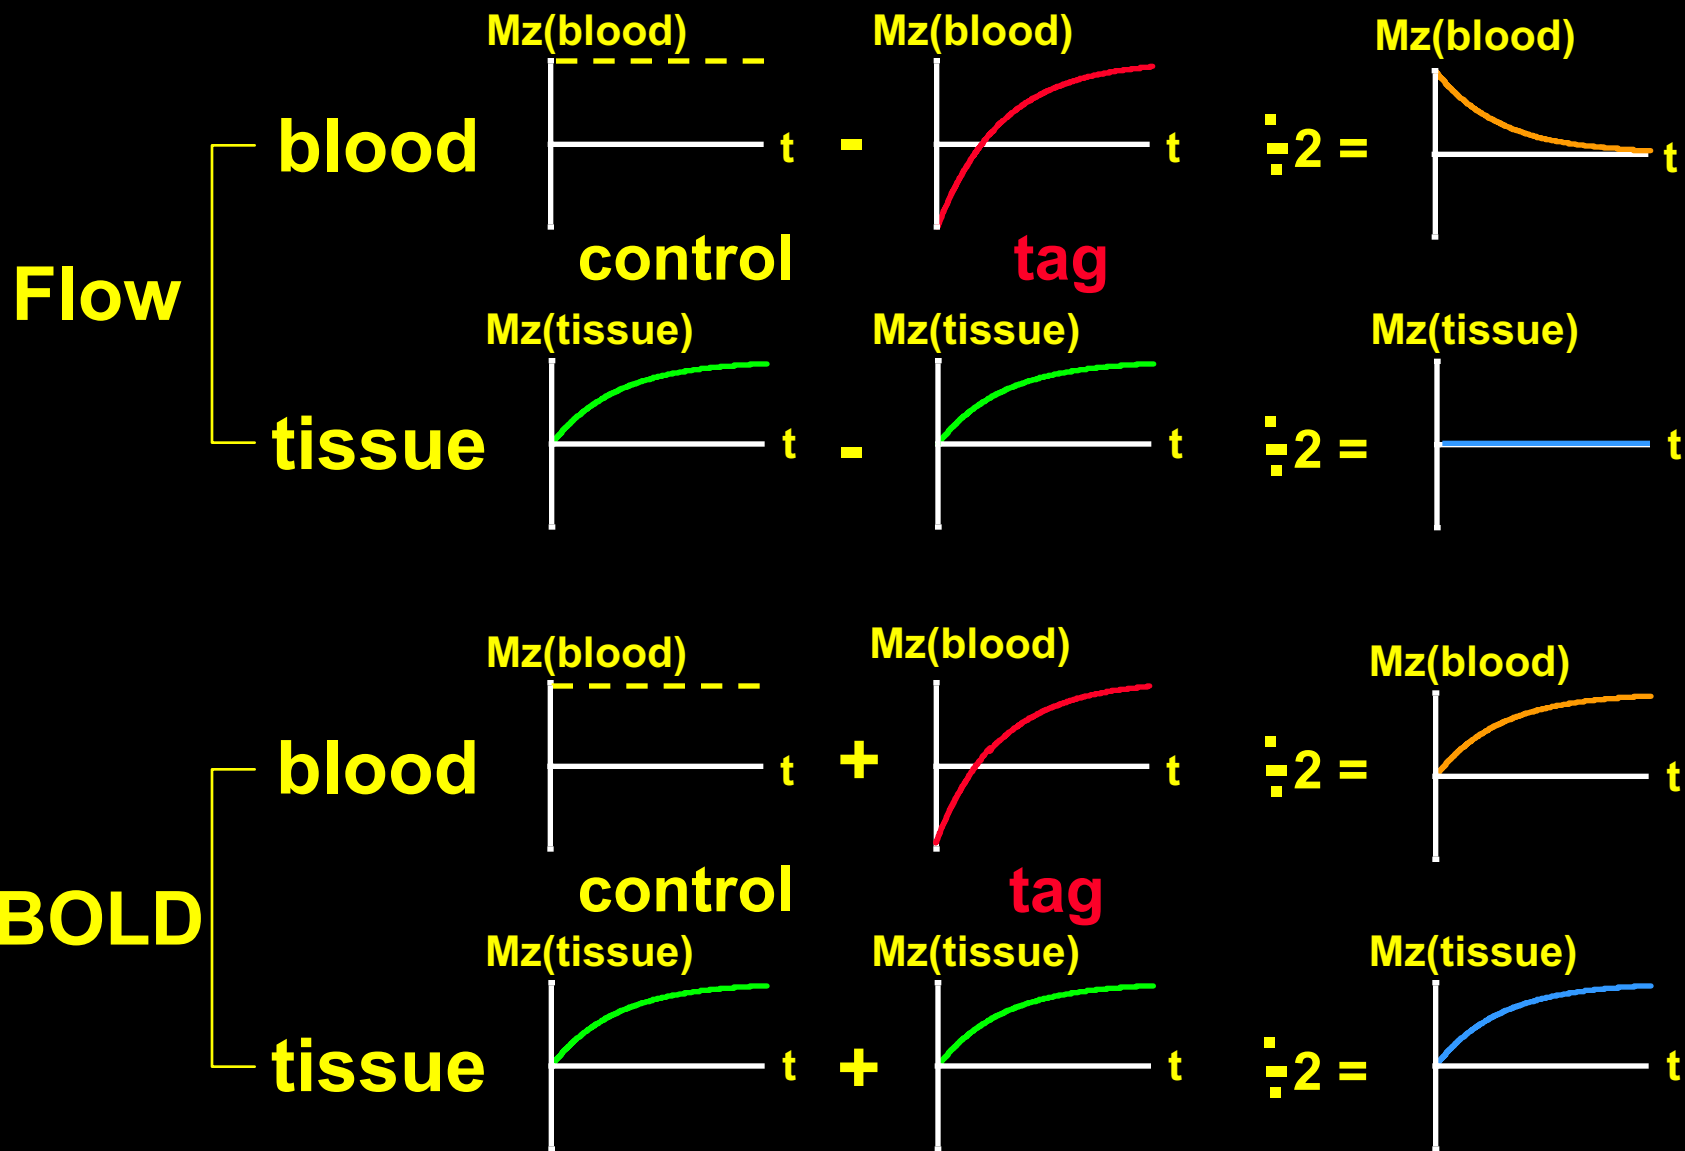 Mz(blood) Mz(blood) Mz(blood)
blood t - t ÷2 = t
control tag
Flow
Mz(tissue) Mz(tissue) Mz(tissue)
tissue t - t ÷2 = t
Mz(blood) Mz(blood) Mz(blood)
blood t + t ÷2 = t
control tag
BOLD
Mz(tissue) Mz(tissue) Mz(tissue)
tissue t + t ÷2 = t